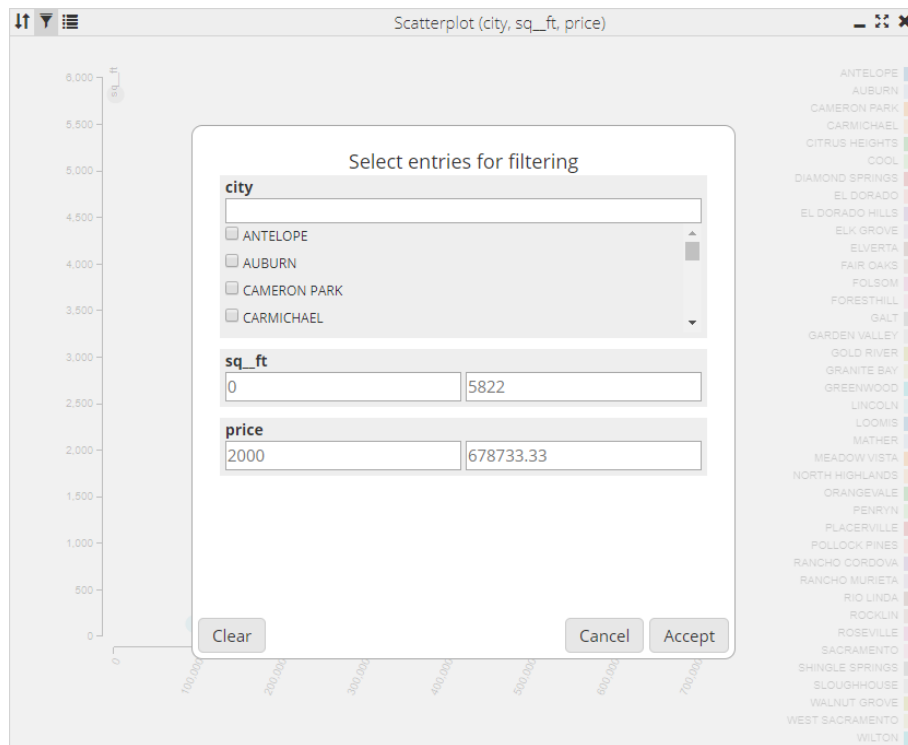 Scatterplot (city, sq__ft, price)
6,000
sq__ft
5,500
5,000
4,500
4,000
3,500
3,000
2,500
2,000
1,500
1,000
500
0
0
100,000
200,000
300,000
400,000
500,000
600,000
700,000
Select entries for filtering
city
ANTELOPE
AUBURN
CAMERON PARK
CARMICHAEL
sq__ft
0 5822
price
2000 678733.33
Clear Cancel Accept
ANTELOPE
AUBURN
CAMERON PARK
CARMICHAEL
CITRUS HEIGHTS
COOL
DIAMOND SPRINGS
EL DORADO
EL DORADO HILLS
ELK GROVE
ELVERTA
FAIR OAKS
FOLSOM
FORESTHILL
GALT
GARDEN VALLEY
GOLD RIVER
GRANITE BAY
GREENWOOD
LINCOLN
LOOMIS
MATHER
MEADOW VISTA
NORTH HIGHLANDS
ORANGEVALE
PENRYN
PLACERVILLE
POLLOCK PINES
RANCHO CORDOVA
RANCHO MURIETA
RIO LINDA
ROCKLIN
ROSEVILLE
SACRAMENTO
SHINGLE SPRINGS
SLOUGHHOUSE
WALNUT GROVE
WEST SACRAMENTO
WILTON